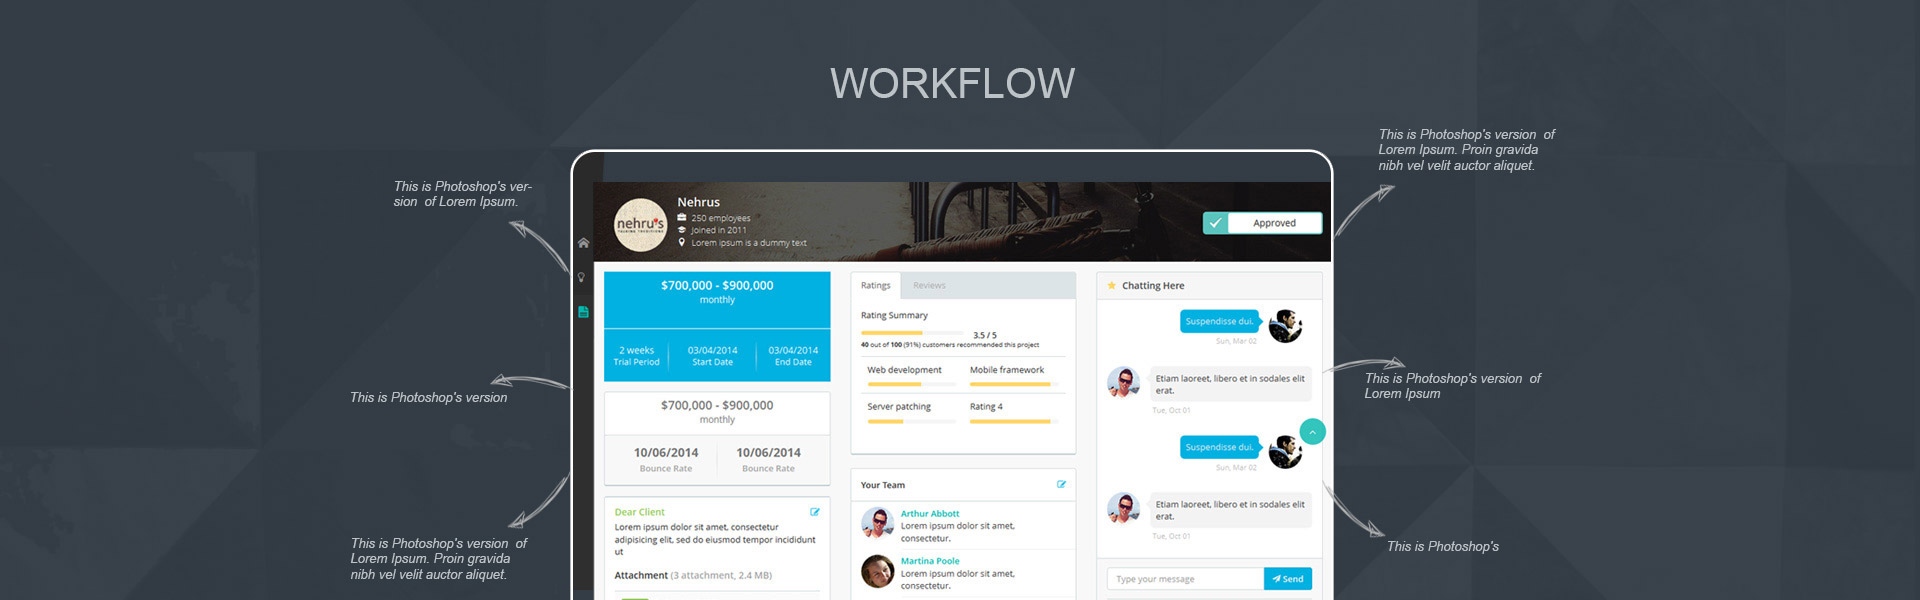 WORKFLOW
This is Photoshop's version  of
Lorem Ipsum. Proin gravida
nibh vel velit auctor aliquet.
This is Photoshop's ver-
sion  of Lorem Ipsum.
This is Photoshop's version
This is Photoshop's version  of
Lorem Ipsum. Proin gravida
nibh vel velit auctor aliquet.
nehru's
Nehrus
250 employees
Joined in 2011
Lorem ipsum is a dummy text
Approved
$700,000 - $900,000
monthly
2 weeks
Trial Period
03/04/2014
Start Date
03/04/2014
End Date
$700,000 - $900,000
monthly
10/06/2014
Bounce Rate
10/06/2014
Bounce Rate
Dear Client
Lorem ipsum dolor sit amet, consectetur
adipisicing elit, sed do eiusmod tempor incididunt
ut
Attachment (3 attachment, 2.4 MB)
Ratings
Reviews
Rating Summary
3.5 / 5
40 out of 100 (91%) customers recommended this project
Web development
Mobile framework
Server patching
Rating 4
Your Team
Arthur Abbott
Lorem ipsum dolor sit amet,
consectetur.
Martina Poole
Lorem ipsum dolor sit amet,
consectetur.
Chatting Here
Suspendisse dui.
Sun, Mar 02
Etiam laoreet, libero et in sodales elit
erat.
Tue, Oct 01
Suspendisse dui.
Sun, Mar 02
Etiam laoreet, libero et in sodales elit
erat.
Tue, Oct 01
Type your message
Send
This is Photoshop's version  of
Lorem Ipsum
This is Photoshop's